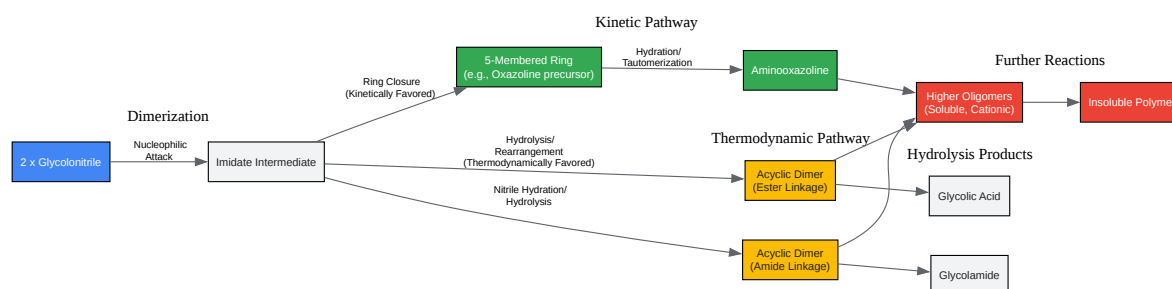 Kinetic Pathway
5-Membered Ring
(e.g., Oxazoline precursor)
Hydration/
Tautomerization
Aminooxazoline
Further Reactions
Ring Closure
(Kinetically Favored)
Higher Oligomers
(Soluble, Cationic)
Insoluble Polyme
Dimerization
2 x Glycolonitrile
Nucleophilic
Attack
Imidate Intermediate
Hydrolysis/
Rearrangement
(Thermodynamically Favored)
Thermodynamic Pathway
Acyclic Dimer
(Ester Linkage)
Hydrolysis Products
Glycolic Acid
Nitrile Hydration/
Hydrolysis
Acyclic Dimer
(Amide Linkage)
Glycolamide